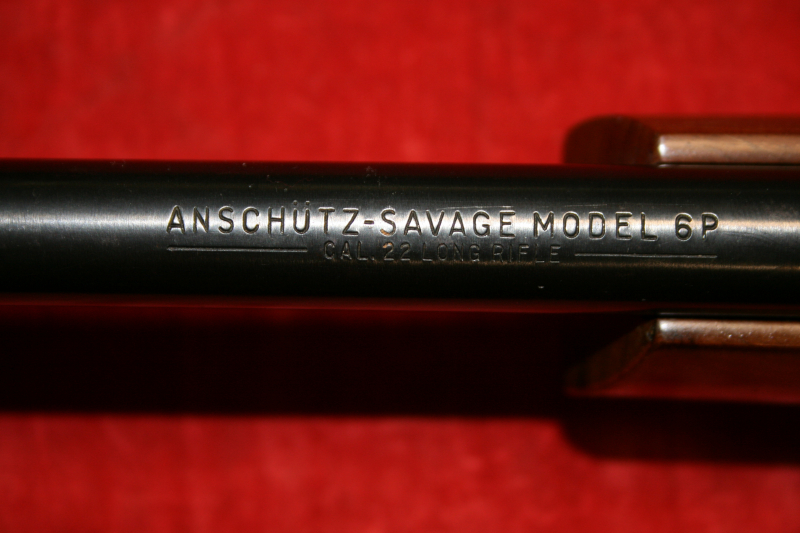 ANSCHÜTZ-SAVAGE MODEL 6P
CAL. 22 LONG RIFLE